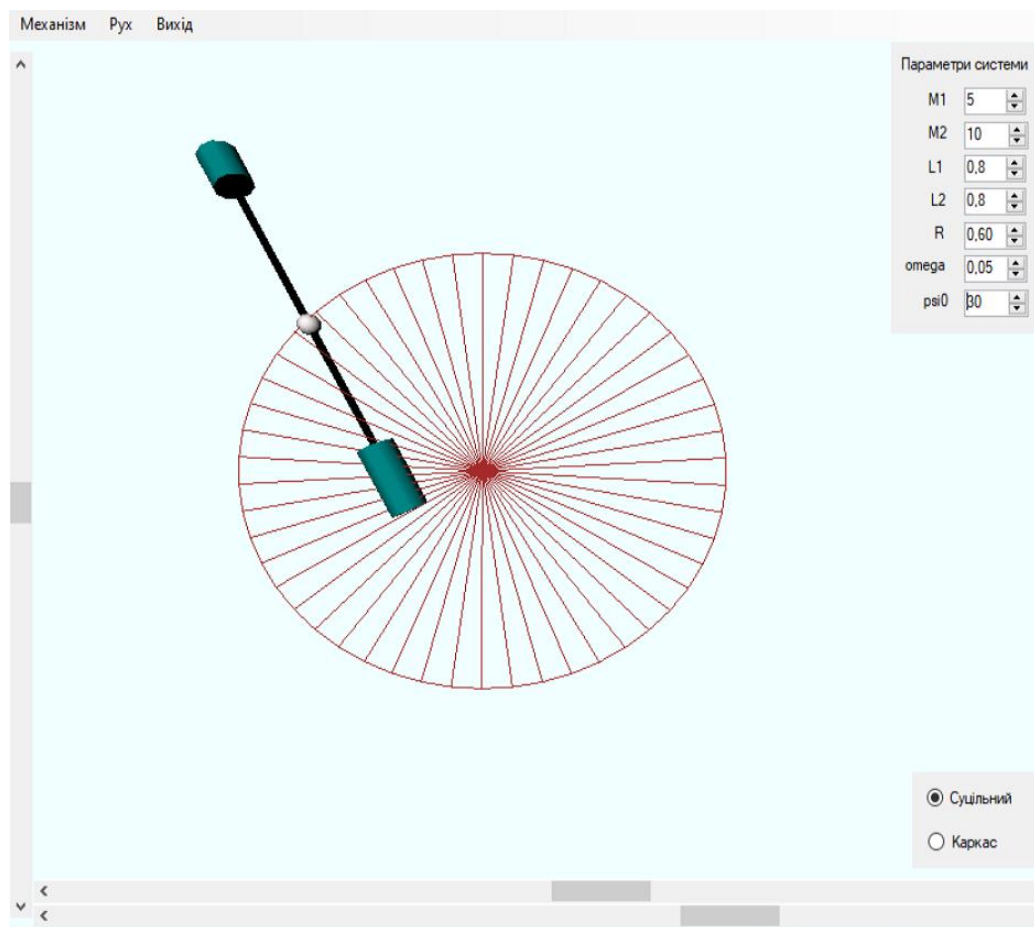 Механізм Рух Вихід
Параметри системи
M1 5
M2 10
L1 0,8
L2 0,8
R 0,60
omega 0,05
psi0 30
Суцільний
Каркас